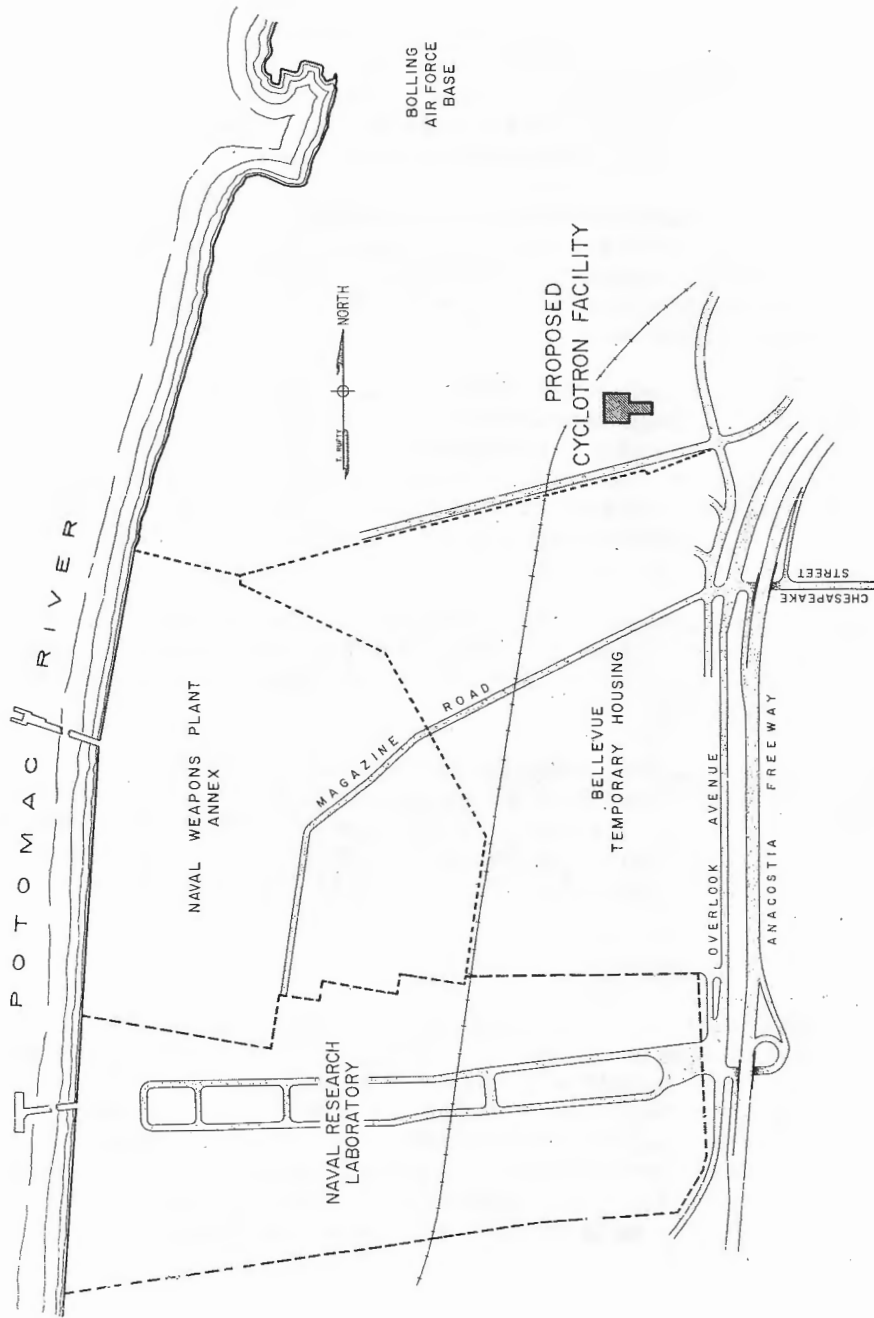 POTOMAC RIVER
BOLLING
AIR FORCE
BASE
NORTH
T. RUFTY
PROPOSED
CYCLOTRON FACILITY
NAVAL WEAPONS PLANT
ANNEX
MAGAZINE ROAD
BELLEVUE
TEMPORARY HOUSING
NAVAL RESEARCH
LABORATORY
OVERLOOK AVENUE
ANACOSTIA FREEWAY
CHESAPEAKE
STREET